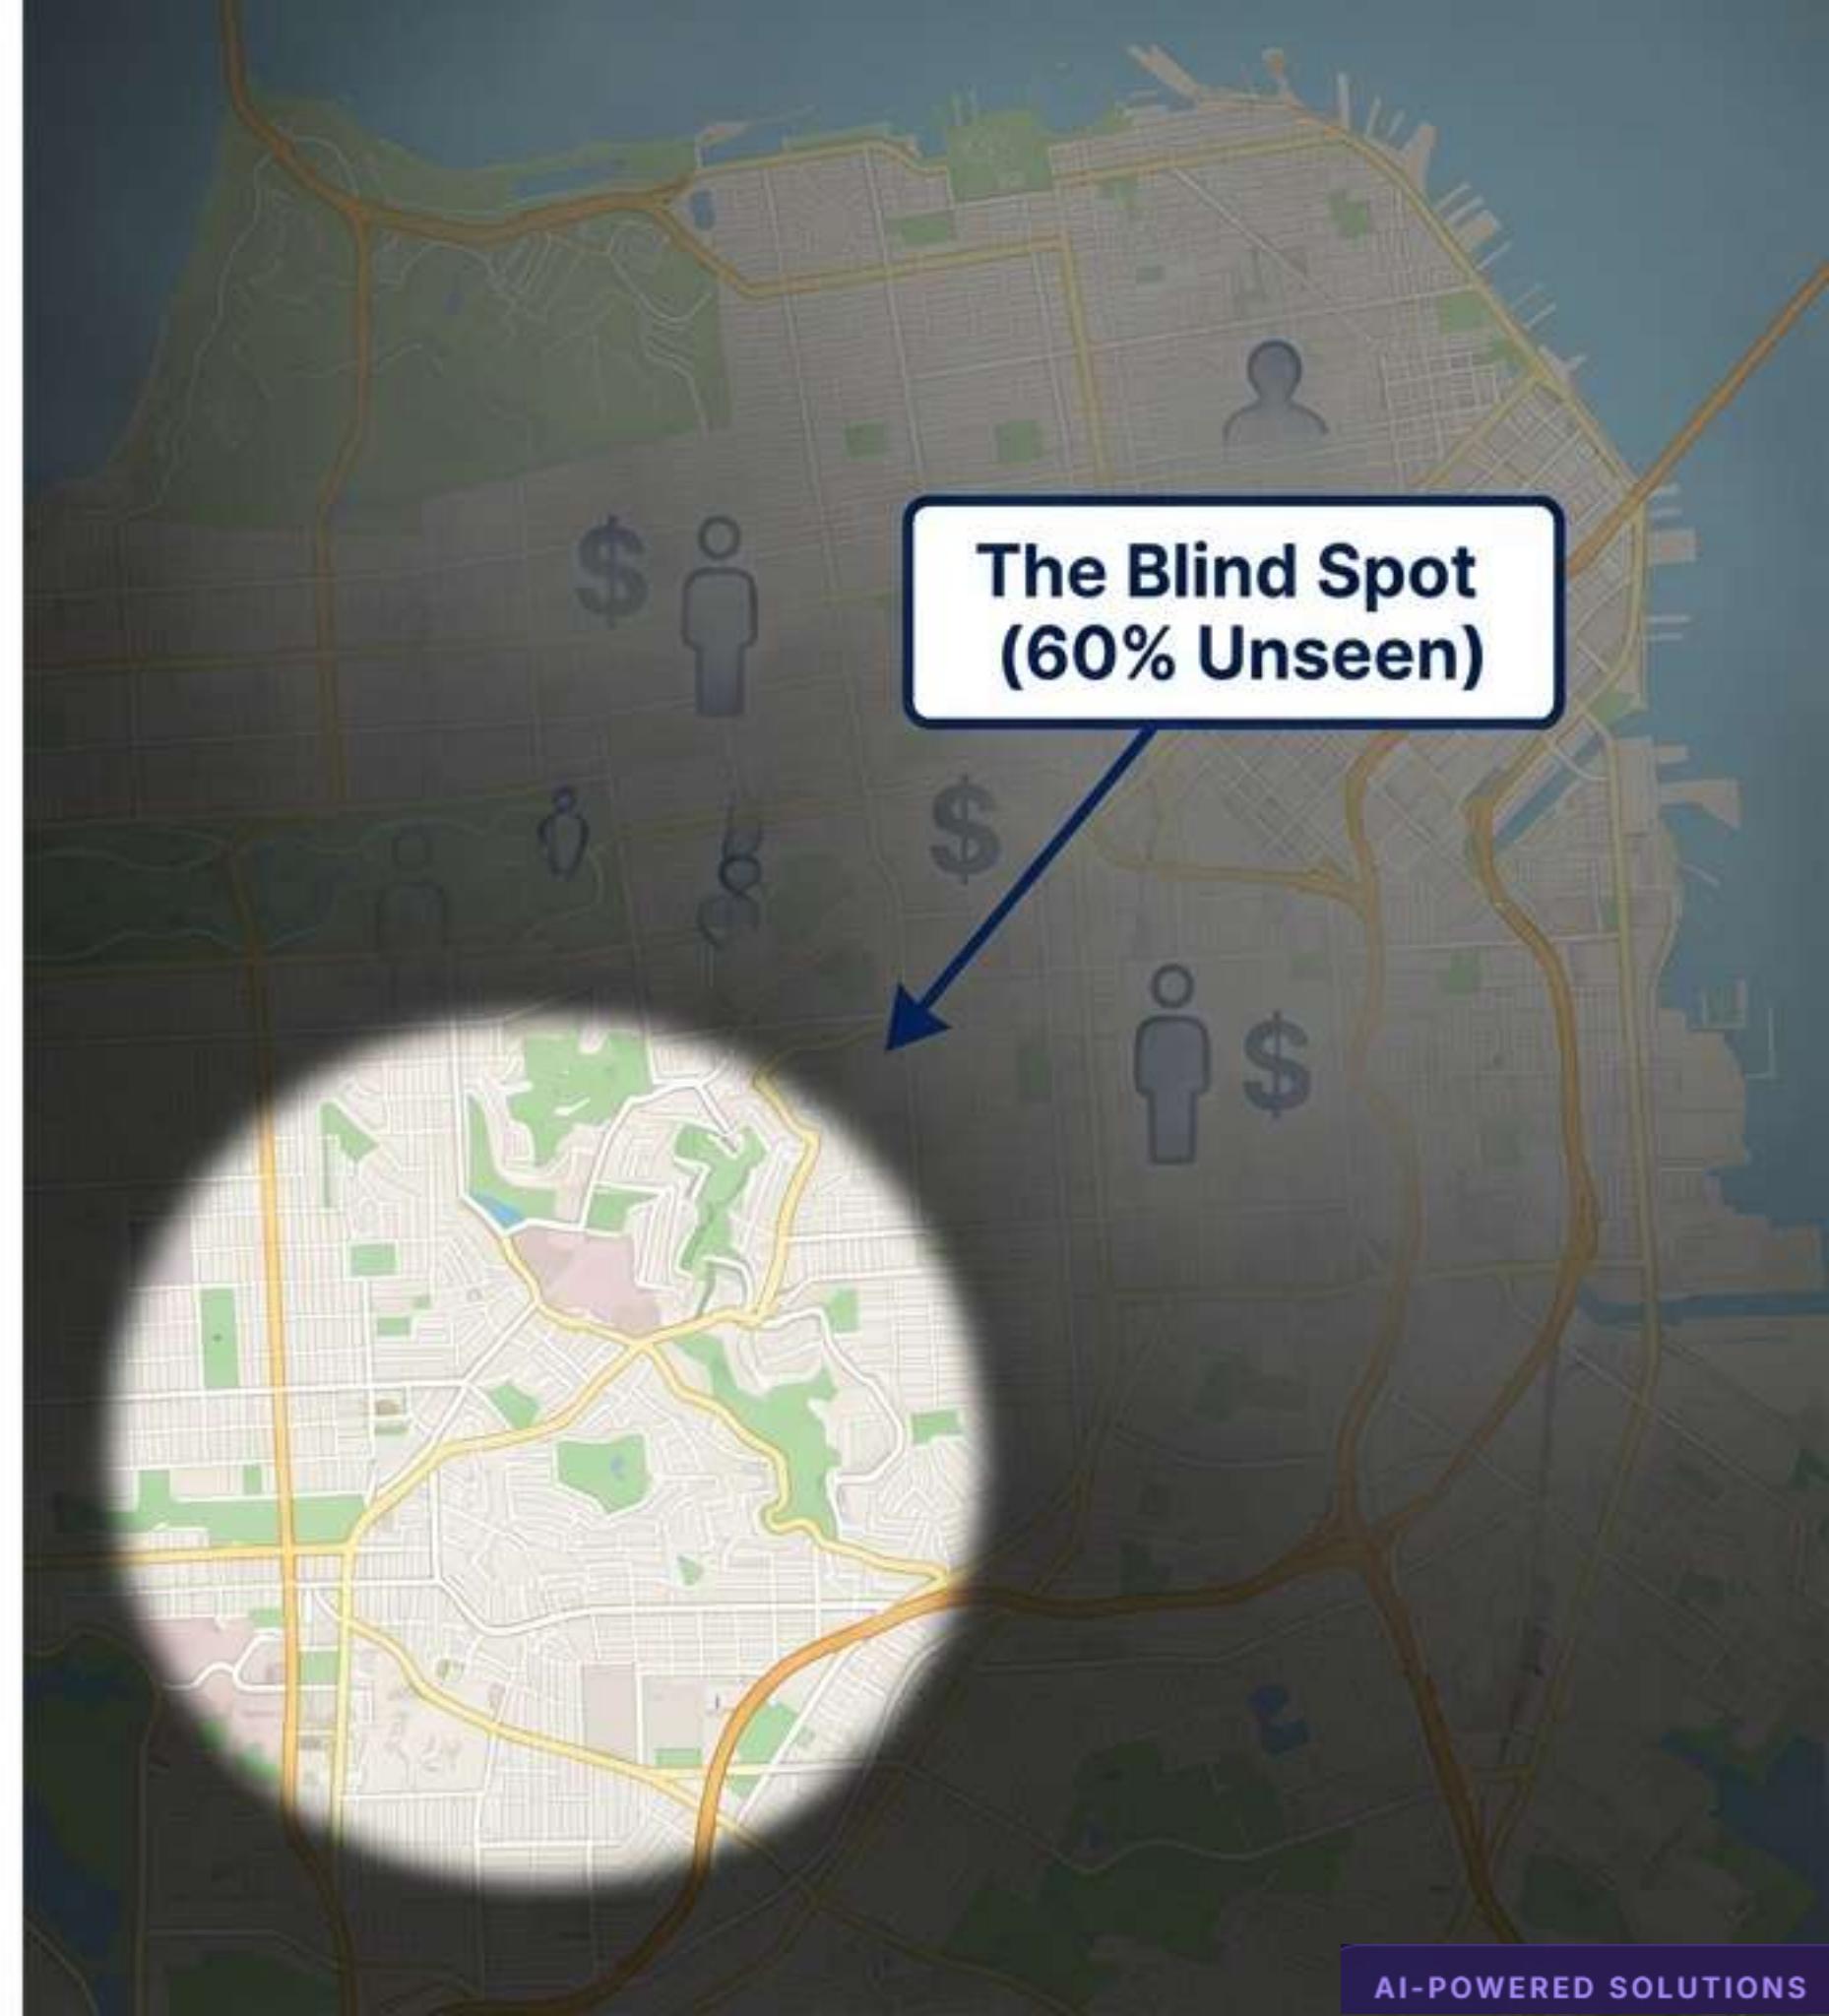 The Blind Spot
(60% Unseen)
$
$
$
AI-POWERED SOLUTIONS